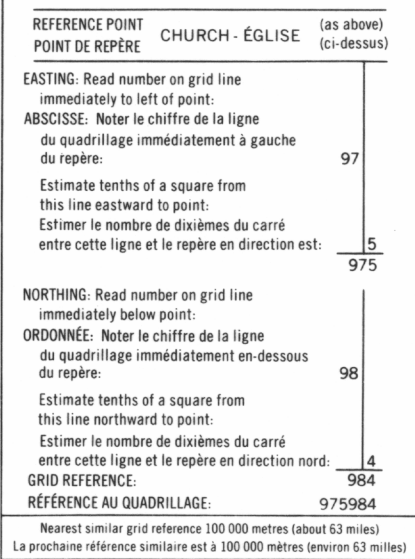 REFERENCE POINT
POINT DE REPÈRE
CHURCH - ÉGLISE
(as above)
(ci-dessus)
EASTING: Read number on grid line
immediately to left of point:
ABSCISSE: Noter le chiffre de la ligne
du quadrillage immédiatement à gauche
du repère: 97
Estimate tenths of a square from
this line eastward to point:
Estimer le nombre de dixièmes du carré
entre cette ligne et le repère en direction est: 5
975
NORTHING: Read number on grid line
immediately below point:
ORDONNÉE: Noter le chiffre de la ligne
du quadrillage immédiatement en-dessous
du repère: 98
Estimate tenths of a square from
this line northward to point:
Estimer le nombre de dixièmes du carré
entre cette ligne et le repère en direction nord: 4
GRID REFERENCE: 984
RÉFÉRENCE AU QUADRILLAGE: 975984
Nearest similar grid reference 100 000 metres (about 63 miles)
La prochaine référence similaire est à 100 000 mètres (environ 63 milles)